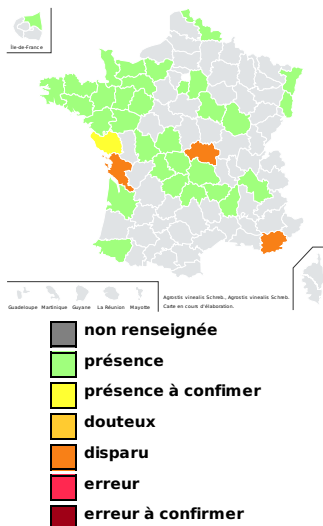 Île-de-France
Guadeloupe Martinique Guyane La Réunion Mayotte
Agrostis vinealis Schreb., Agrostis vinealis Schreb.
Carte en cours d'élaboration.
non renseignée
présence
présence à confimer
douteux
disparu
erreur
erreur à confirmer